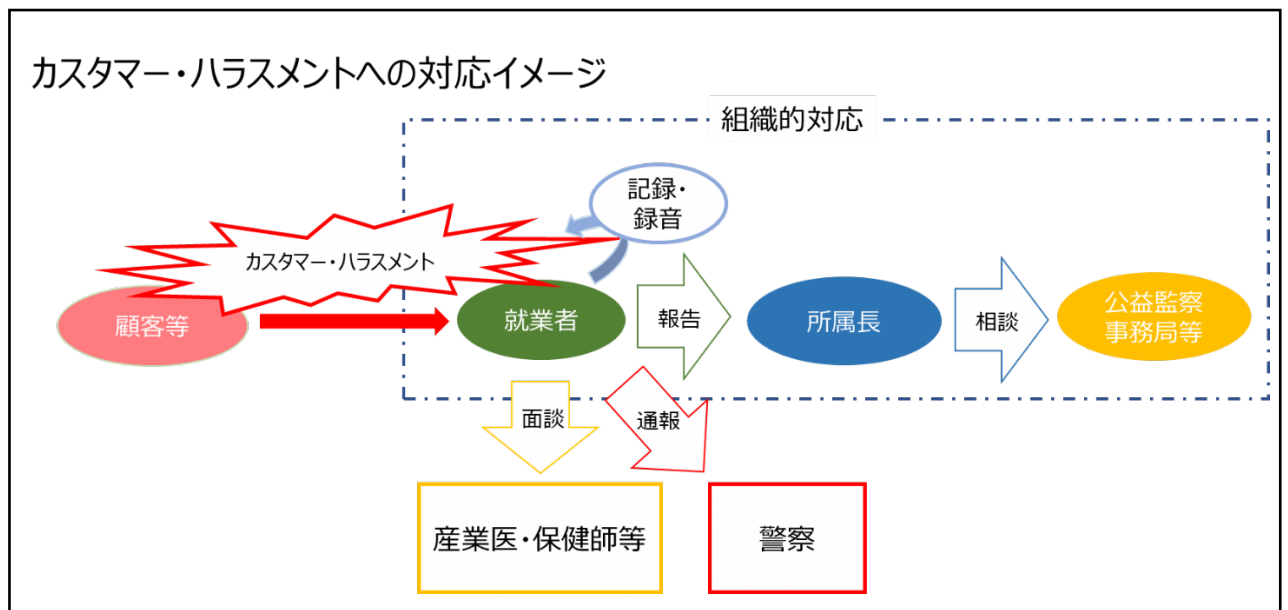 カスタマー・ハラスメントへの対応イメージ
組織的対応
記録・
録音
カスタマー・ハラスメント
顧客等
就業者
報告
所属長
相談
公益監察
事務局等
面談
通報
産業医・保健師等
警察